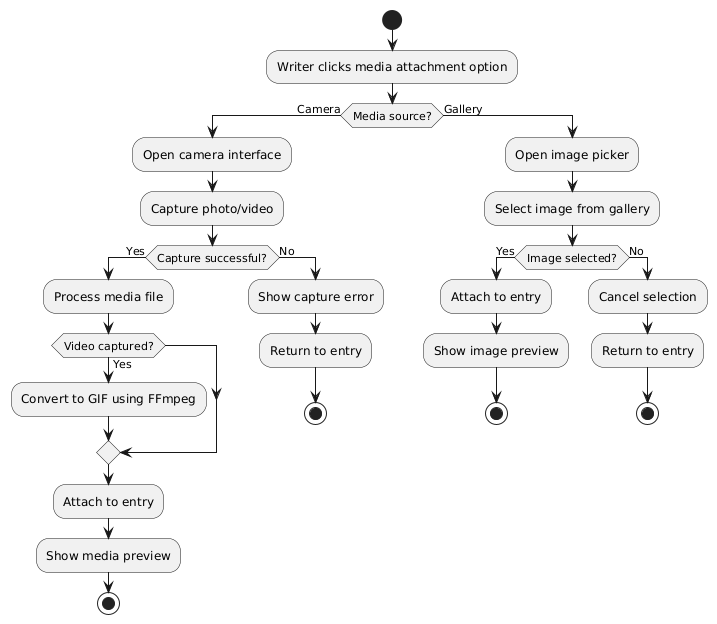 Writer clicks media attachment option
Camera
Media source?
Gallery
Open camera interface
Capture photo/video
Yes
Capture successful?
No
Process media file
Video captured?
Yes
Convert to GIF using FFmpeg
Attach to entry
Show media preview
Show capture error
Return to entry
Open image picker
Select image from gallery
Yes
Image selected?
No
Attach to entry
Show image preview
Cancel selection
Return to entry